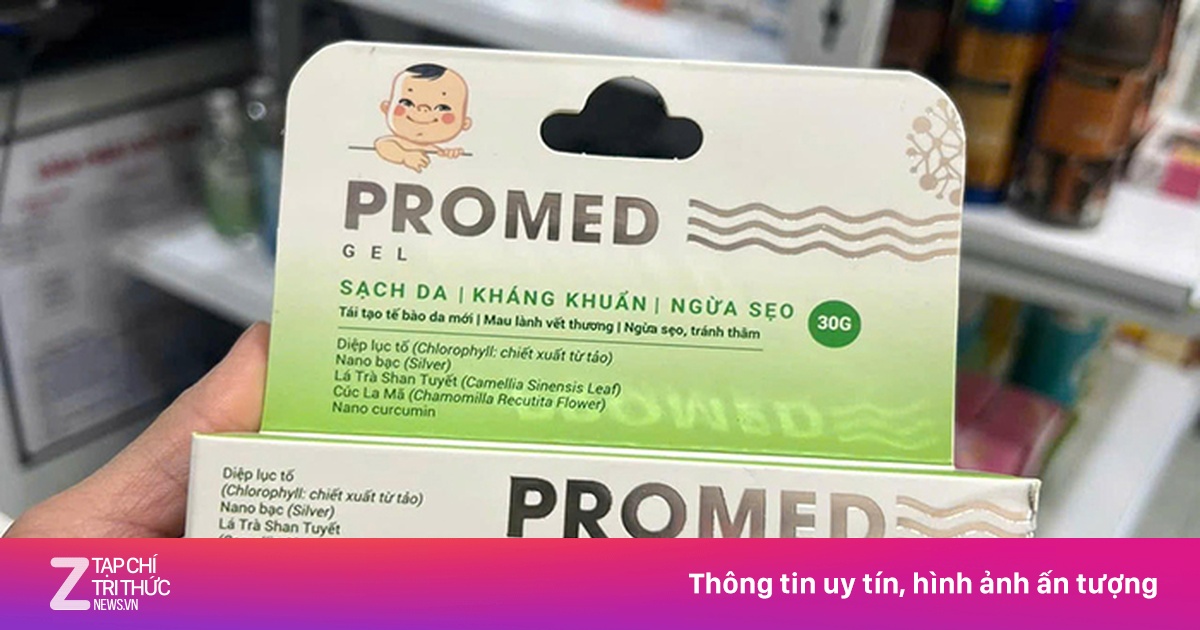 PROMED
GEL
SẠCH DA | KHÁNG KHUẨN | NGỪA SẸO
30G
Tái tạo tế bào da mới | Mau lành vết thương | Ngừa sẹo, tránh thâm
Diệp lục tố (Chlorophyll: chiết xuất từ tảo)
Nano bạc (Silver)
Lá Trà Shan Tuyết (Camellia Sinensis Leaf)
Cúc La Mã (Chamomilla Recutita Flower)
Nano curcumin
Diệp lục tố
(Chlorophyll: chiết xuất từ tảo)
Nano bạc (Silver)
Lá Trà Shan Tuyết
PROMED
Z TẠP CHÍ
TRI THỨC
NEWS.VN
Thông tin uy tín, hình ảnh ấn tượng